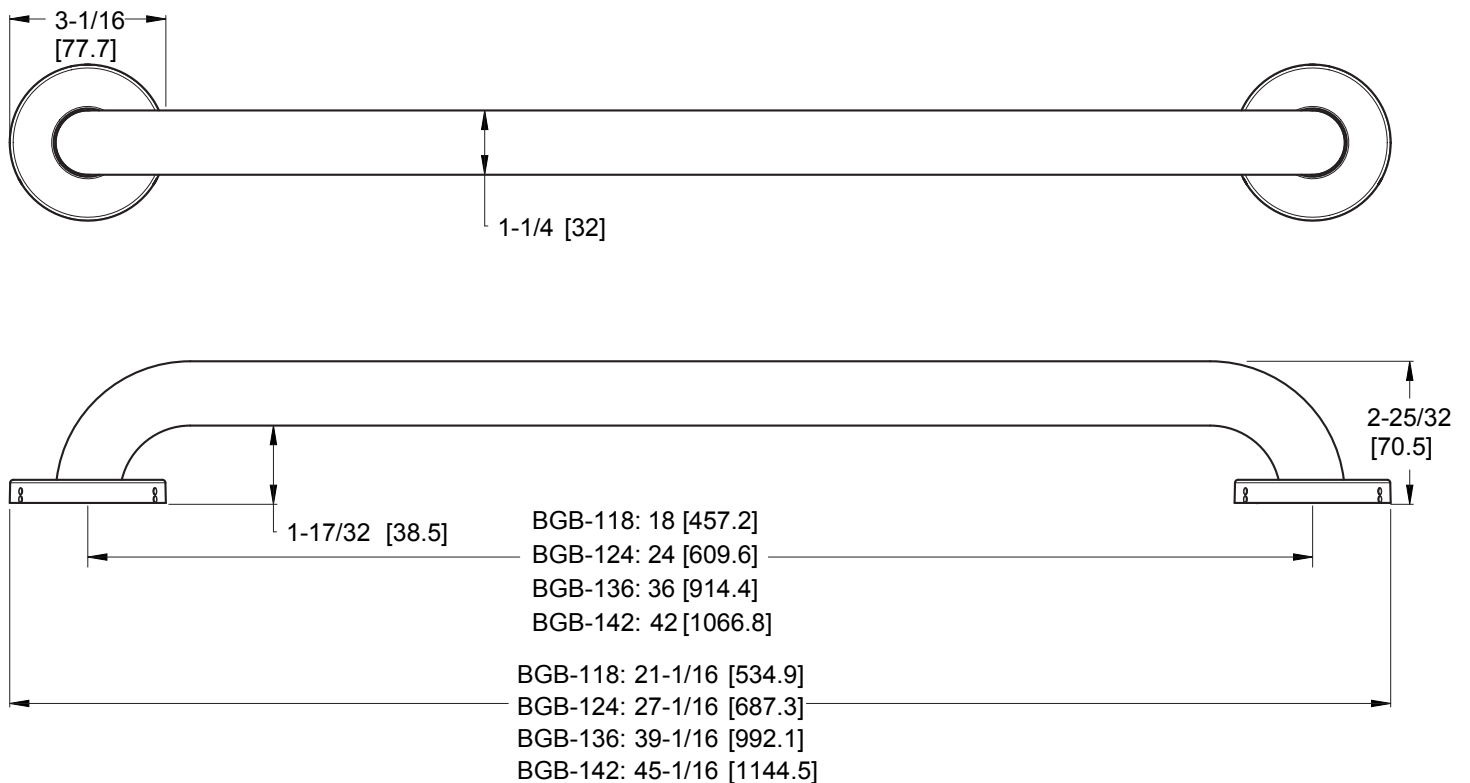 3-1/16
[77.7]
1-1/4 [32]
2-25/32
[70.5]
1-17/32 [38.5]
BGB-118: 18 [457.2]
BGB-124: 24 [609.6]
BGB-136: 36 [914.4]
BGB-142: 42 [1066.8]
BGB-118: 21-1/16 [534.9]
BGB-124: 27-1/16 [687.3]
BGB-136: 39-1/16 [992.1]
BGB-142: 45-1/16 [1144.5]